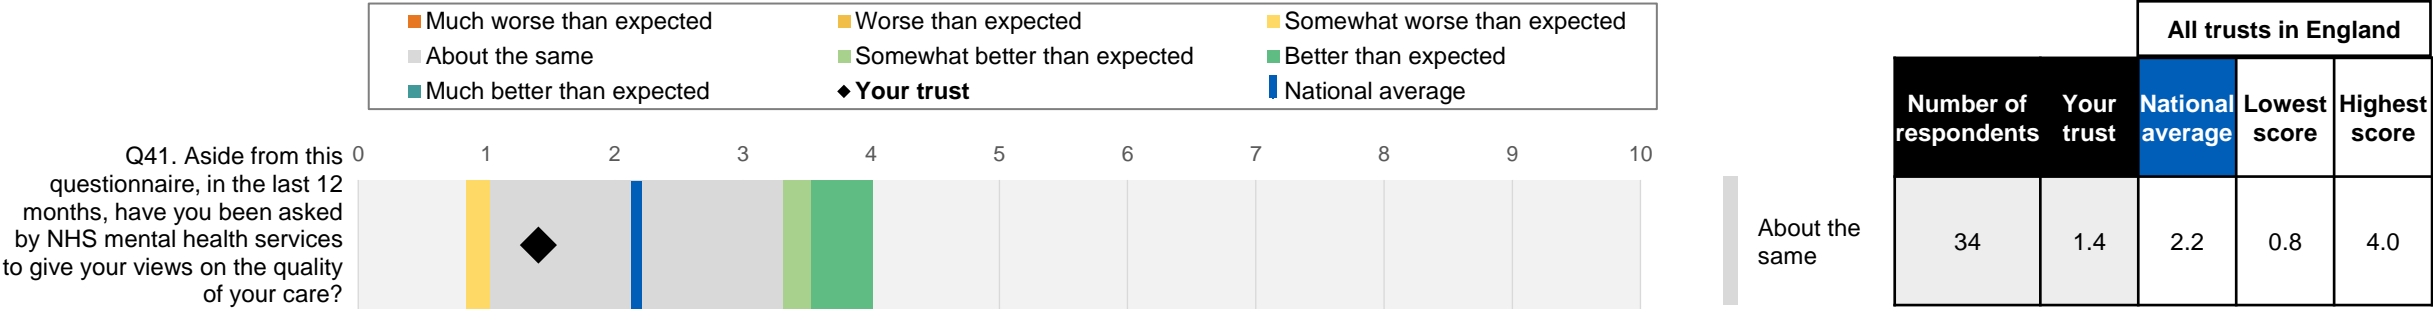 Much worse than expected
Worse than expected
Somewhat worse than expected
About the same
Somewhat better than expected
Better than expected
Much better than expected
Your trust
National average
All trusts in England
Number of respondents
Your trust
National average
Lowest score
Highest score
Q41. Aside from this
questionnaire, in the last 12
months, have you been asked
by NHS mental health services
to give your views on the quality
of your care?
0 1 2 3 4 5 6 7 8 9 10
About the
same
34 1.4 2.2 0.8 4.0